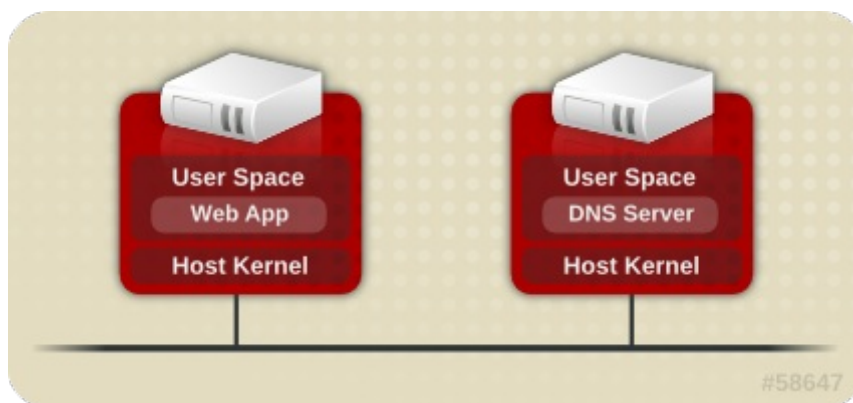 User Space
Web App
Host Kernel
User Space
DNS Server
Host Kernel
#58647